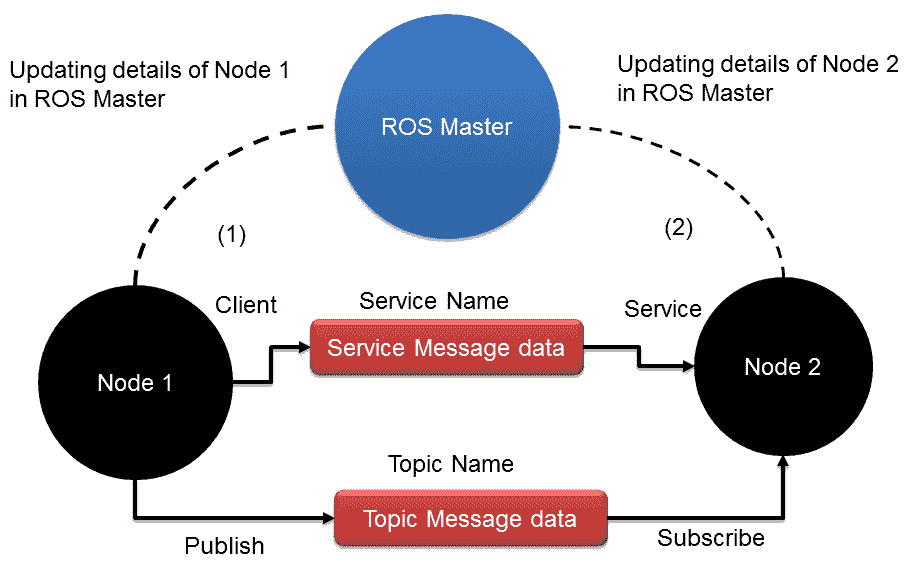 Updating details of Node 1
in ROS Master
Updating details of Node 2
in ROS Master
ROS Master
(1)
(2)
Client
Service Name
Service
Service Message data
Node 1
Node 2
Topic Name
Topic Message data
Publish
Subscribe